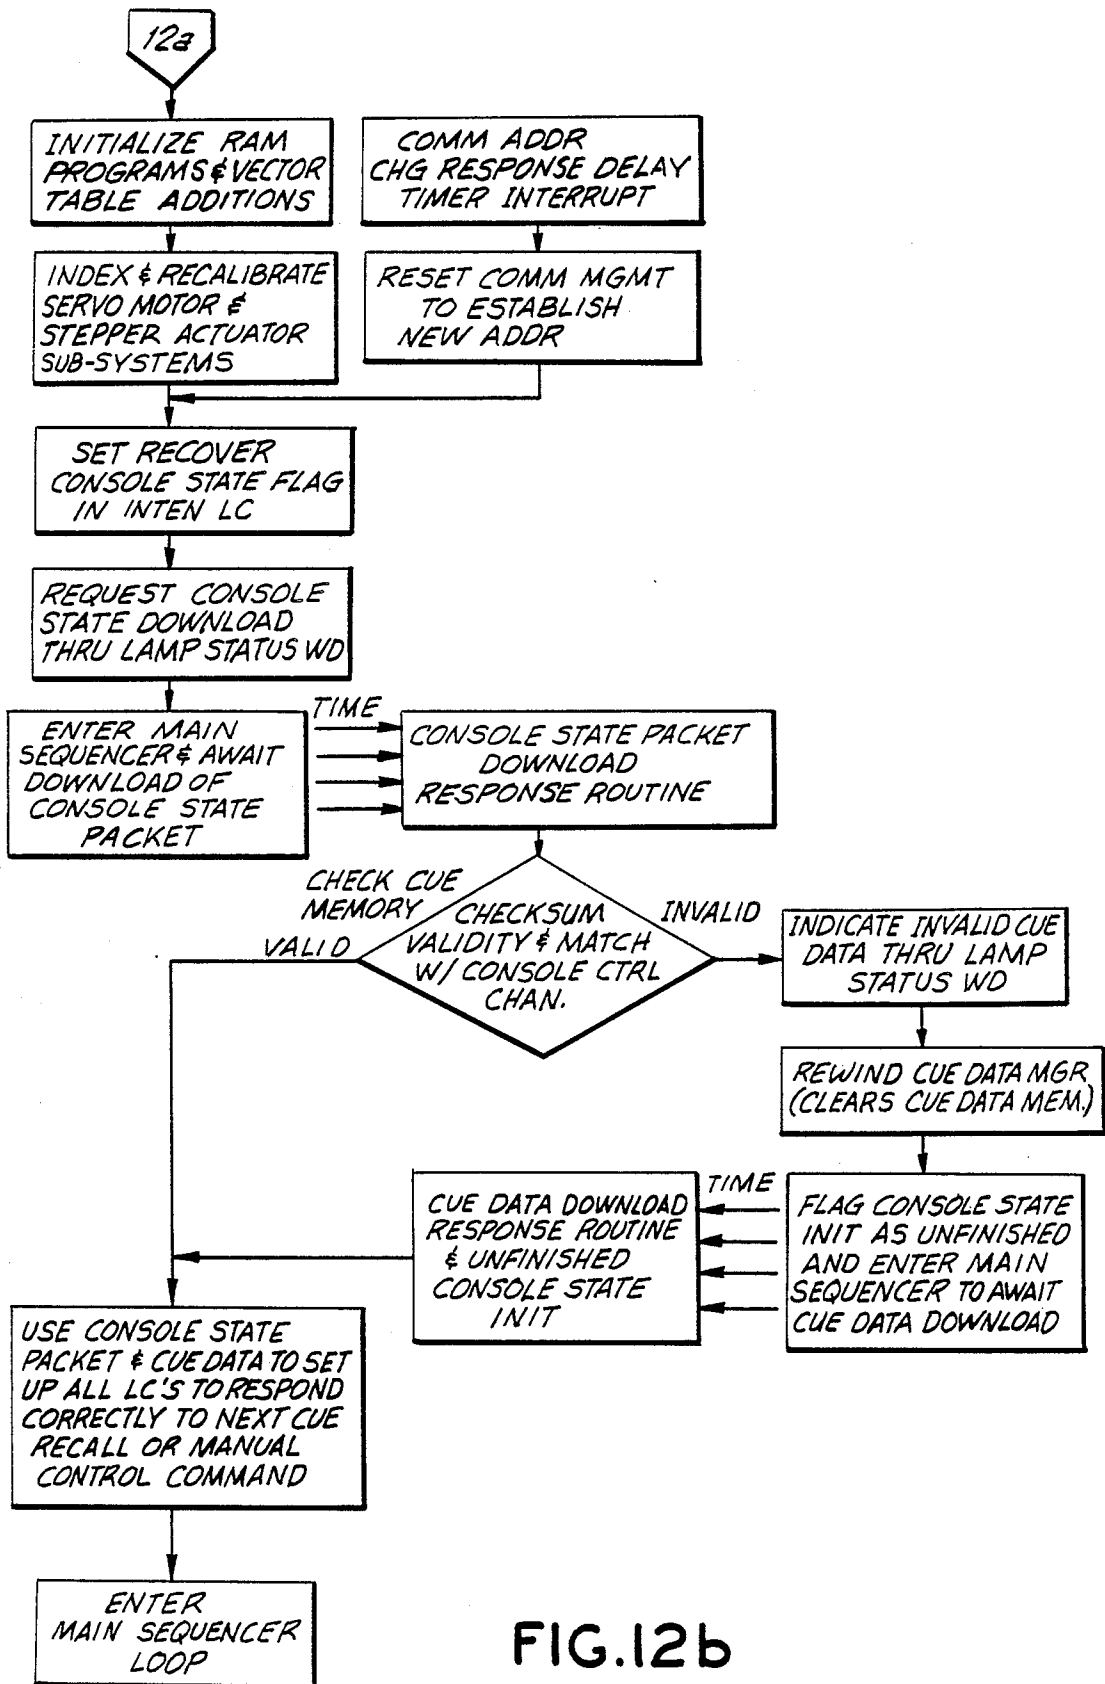 12a
INITIALIZE RAM
PROGRAMS & VECTOR
TABLE ADDITIONS
COMM ADDR
CHG RESPONSE DELAY
TIMER INTERRUPT
INDEX & RECALIBRATE
SERVO MOTOR &
STEPPER ACTUATOR
SUB-SYSTEMS
RESET COMM MGMT
TO ESTABLISH
NEW ADDR
SET RECOVER
CONSOLE STATE FLAG
IN INTEN LC
REQUEST CONSOLE
STATE DOWNLOAD
THRU LAMP STATUS WD
ENTER MAIN
SEQUENCER & AWAIT
DOWNLOAD OF
CONSOLE STATE
PACKET
TIME
CONSOLE STATE PACKET
DOWNLOAD
RESPONSE ROUTINE
CHECK CUE
MEMORY
VALID
CHECKSUM
VALIDITY & MATCH
W/ CONSOLE CTRL
CHAN.
INVALID
INDICATE INVALID CUE
DATA THRU LAMP
STATUS WD
REWIND CUE DATA MGR
(CLEARS CUE DATA MEM.)
FLAG CONSOLE STATE
INIT AS UNFINISHED
AND ENTER MAIN
SEQUENCER TO AWAIT
CUE DATA DOWNLOAD
TIME
CUE DATA DOWNLOAD
RESPONSE ROUTINE
& UNFINISHED
CONSOLE STATE
INIT
USE CONSOLE STATE
PACKET & CUE DATA TO SET
UP ALL LC'S TO RESPOND
CORRECTLY TO NEXT CUE
RECALL OR MANUAL
CONTROL COMMAND
ENTER
MAIN SEQUENCER
LOOP
FIG.12b